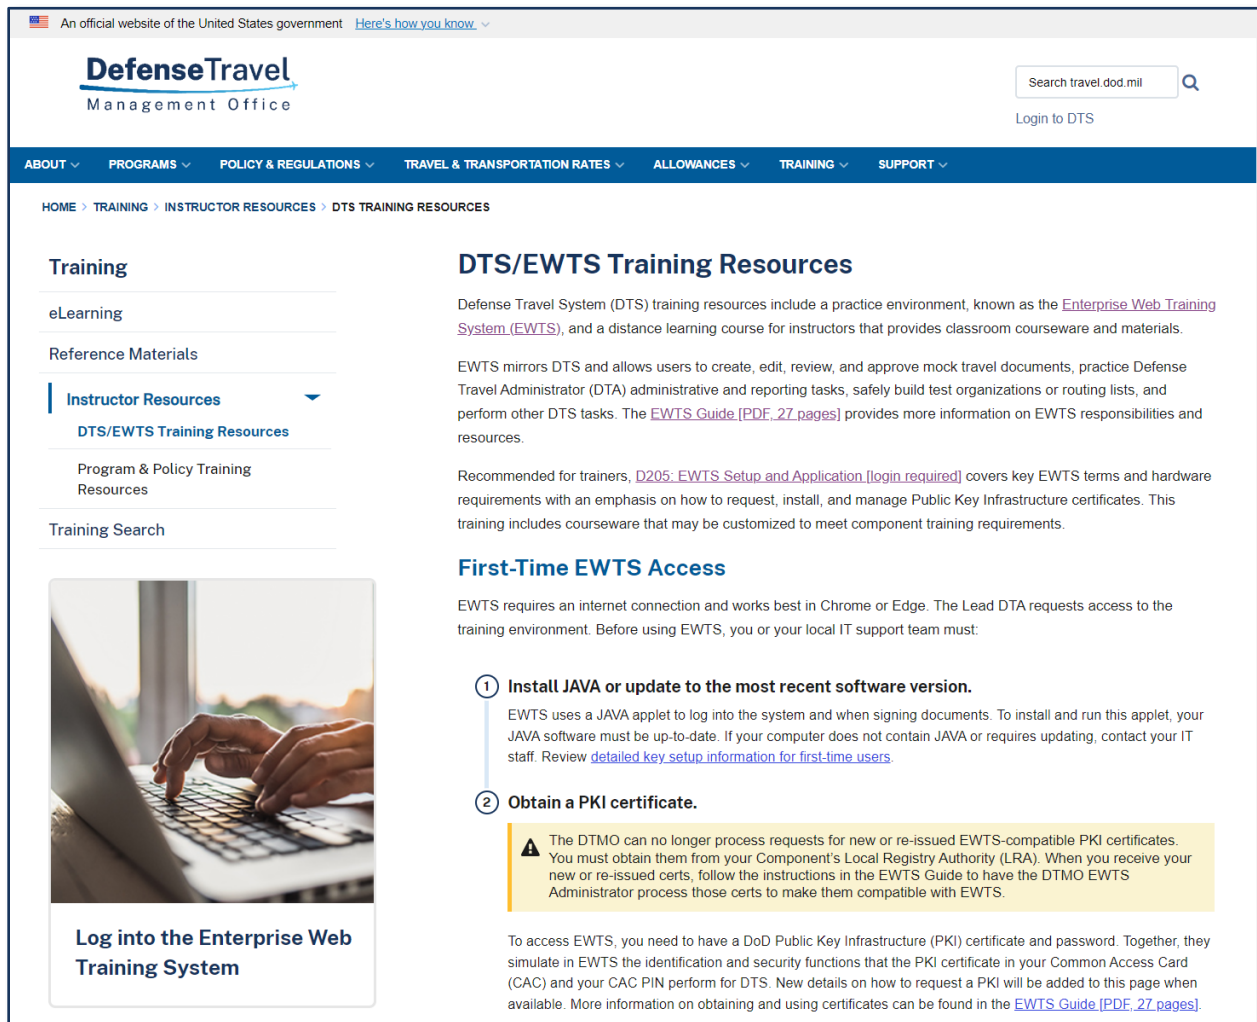 An official website of the United States government Here's how you know
DefenseTravel
Management Office
Search travel.dod.mil
Login to DTS
ABOUT PROGRAMS POLICY & REGULATIONS TRAVEL & TRANSPORTATION RATES ALLOWANCES TRAINING SUPPORT
HOME > TRAINING > INSTRUCTOR RESOURCES > DTS TRAINING RESOURCES
Training
eLearning
Reference Materials
Instructor Resources
DTS/EWTS Training Resources
Program & Policy Training
Resources
Training Search
Log into the Enterprise Web
Training System
DTS/EWTS Training Resources
Defense Travel System (DTS) training resources include a practice environment, known as the Enterprise Web Training
System (EWTS), and a distance learning course for instructors that provides classroom courseware and materials.
EWTS mirrors DTS and allows users to create, edit, review, and approve mock travel documents, practice Defense
Travel Administrator (DTA) administrative and reporting tasks, safely build test organizations or routing lists, and
perform other DTS tasks. The EWTS Guide [PDF, 27 pages] provides more information on EWTS responsibilities and
resources.
Recommended for trainers, D205: EWTS Setup and Application [login required] covers key EWTS terms and hardware
requirements with an emphasis on how to request, install, and manage Public Key Infrastructure certificates. This
training includes courseware that may be customized to meet component training requirements.
First-Time EWTS Access
EWTS requires an internet connection and works best in Chrome or Edge. The Lead DTA requests access to the
training environment. Before using EWTS, you or your local IT support team must:
1 Install JAVA or update to the most recent software version.
EWTS uses a JAVA applet to log into the system and when signing documents. To install and run this applet, your
JAVA software must be up-to-date. If your computer does not contain JAVA or requires updating, contact your IT
staff. Review detailed key setup information for first-time users.
2 Obtain a PKI certificate.
The DTMO can no longer process requests for new or re-issued EWTS-compatible PKI certificates.
You must obtain them from your Component's Local Registry Authority (LRA). When you receive your
new or re-issued certs, follow the instructions in the EWTS Guide to have the DTMO EWTS
Administrator process those certs to make them compatible with EWTS.
To access EWTS, you need to have a DoD Public Key Infrastructure (PKI) certificate and password. Together, they
simulate in EWTS the identification and security functions that the PKI certificate in your Common Access Card
(CAC) and your CAC PIN perform for DTS. New details on how to request a PKI will be added to this page when
available. More information on obtaining and using certificates can be found in the EWTS Guide [PDF, 27 pages].